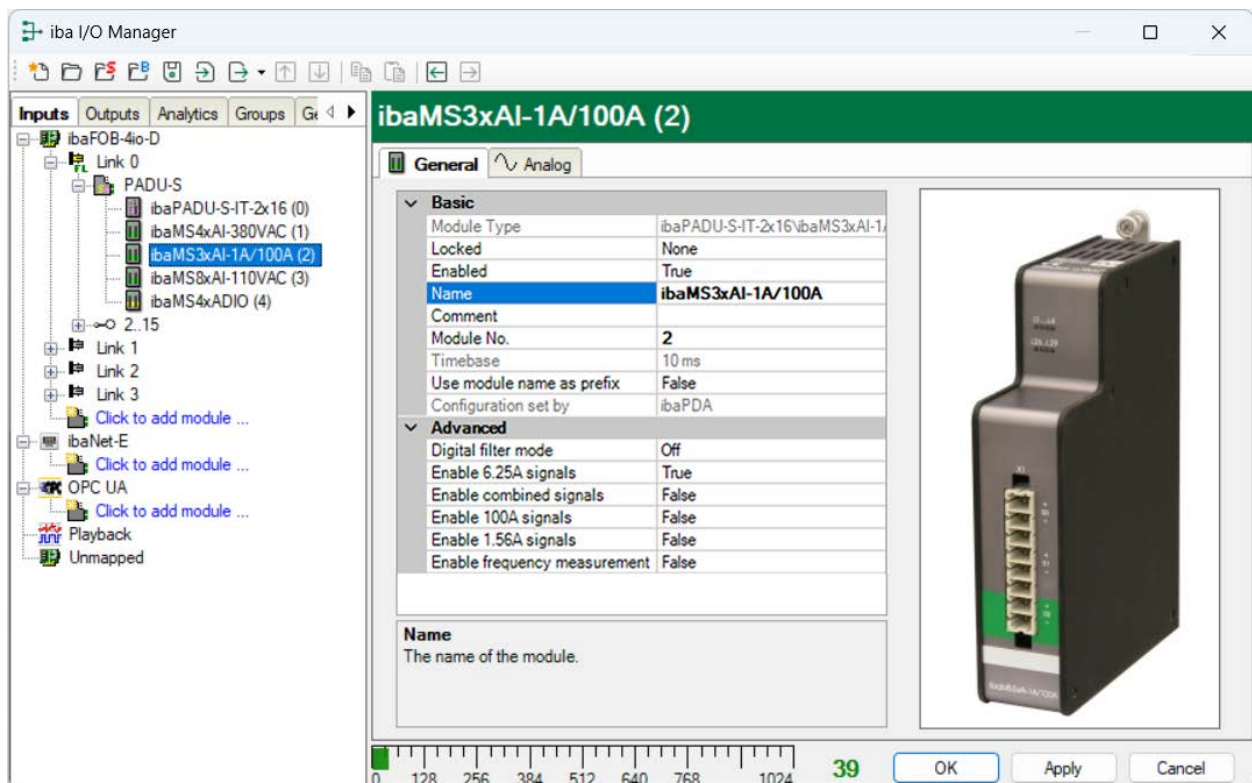 iba I/O Manager
Inputs Outputs Analytics Groups Ge
ibaFOB-4io-D
Link 0
PADU-S
ibaPADU-S-IT-2x16 (0)
ibaMS4xAI-380VAC (1)
ibaMS3xAI-1A/100A (2)
ibaMS8xAI-110VAC (3)
ibaMS4xADIO (4)
2..15
Link 1
Link 2
Link 3
Click to add module ...
ibaNet-E
Click to add module ...
OPC UA
Click to add module ...
Playback
Unmapped
ibaMS3xAI-1A/100A (2)
General Analog
Basic
Module Type ibaPADU-S-IT-2x16\ibaMS3xAI-1/
Locked None
Enabled True
Name ibaMS3xAI-1A/100A
Comment
Module No. 2
Timebase 10 ms
Use module name as prefix False
Configuration set by ibaPDA
Advanced
Digital filter mode Off
Enable 6.25A signals True
Enable combined signals False
Enable 100A signals False
Enable 1.56A signals False
Enable frequency measurement False
Name
The name of the module.
X1
ibaMS3xAI-1A/100A
0 128 256 384 512 640 768 1024
39
OK Apply Cancel